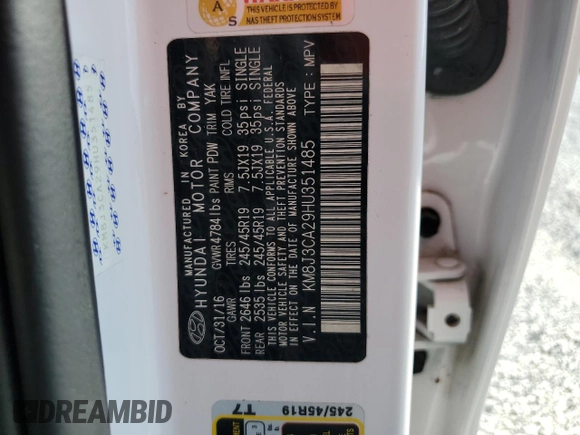 A
S
THIS VEHICLE IS PROTECTED BY
NAS THEFT PROTECTION SYSTEM
MANUFACTURED IN KOREA BY
HYUNDAI MOTOR COMPANY
OCT/31/16 GVWR 4784 lbs PAINT PDW TRIM YAK
GAWR TIRES RIMS COLD TIRE INFL
FRONT 2646 lbs 245/45R19 7.5JX19 35psi SINGLE
REAR 2535 lbs 245/45R19 7.5JX19 35psi SINGLE
THIS VEHICLE CONFORMS TO ALL APPLICABLE U.S.A. FEDERAL
MOTOR VEHICLE SAFETY AND THEFT PREVENTION STANDARDS
IN EFFECT ON THE DATE OF MANUFACTURE SHOWN ABOVE
V.I.N KM8J3CA29HU351485 TYPE: MPV
245/45R19
T7
DREAMBID